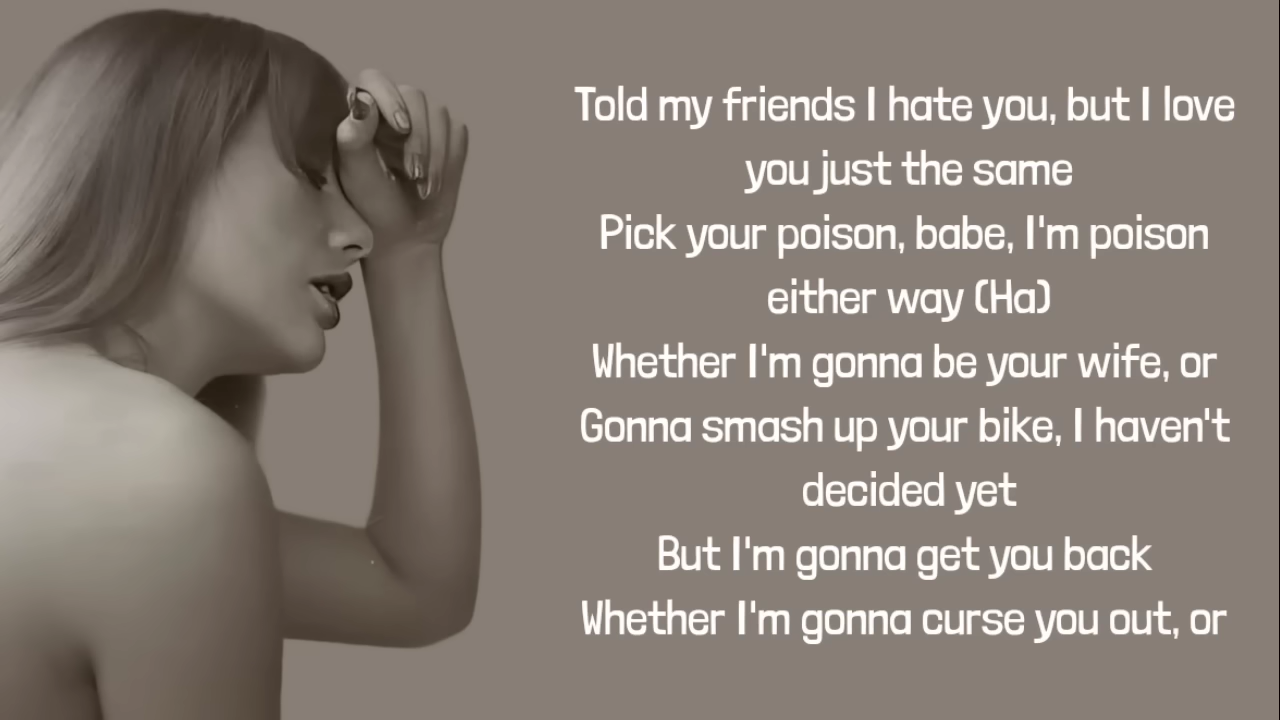 Told my friends I hate you, but I love
you just the same
Pick your poison, babe, I'm poison
either way (Ha)
Whether I'm gonna be your wife, or
Gonna smash up your bike, I haven't
decided yet
But I'm gonna get you back
Whether I'm gonna curse you out, or